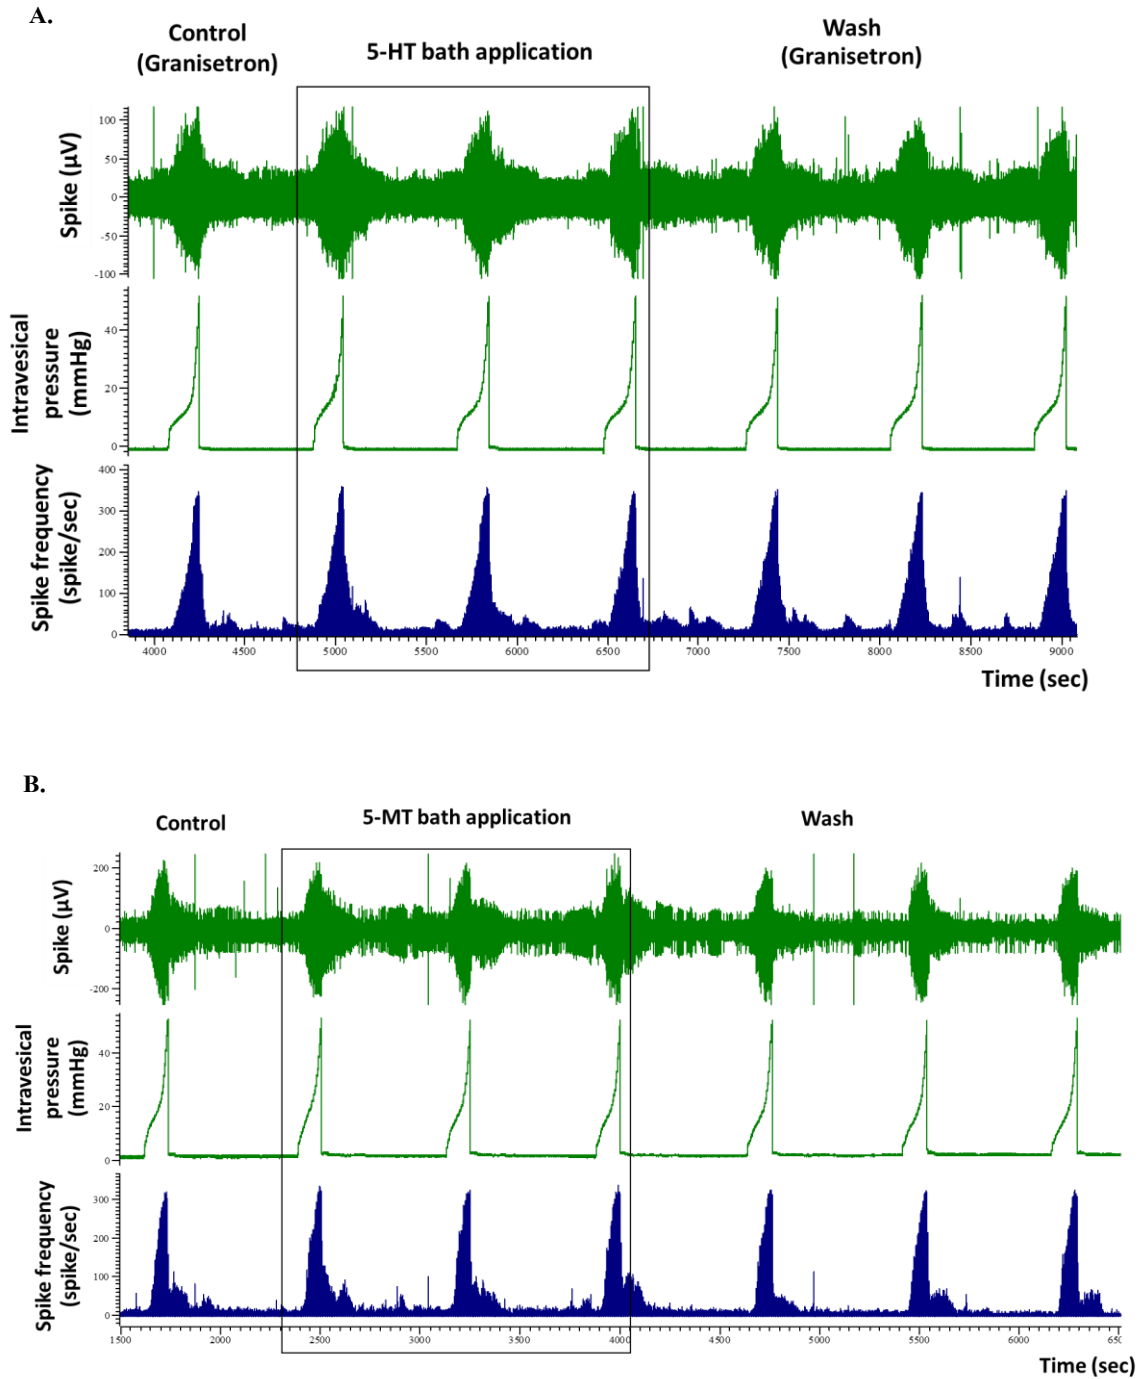 A.
Control
(Granisetron)
5-HT bath application
Wash
(Granisetron)
Spike (µV)
100
50
0
-50
-100
Intravesical
pressure
(mmHg)
40
20
0
Spike frequency
(spike/sec)
400
300
200
100
0
4000 4500 5000 5500 6000 6500 7000 7500 8000 8500 9000
Time (sec)
B.
Control
5-MT bath application
Wash
Spike (µV)
200
0
-200
Intravesical
pressure
(mmHg)
40
20
0
Spike frequency
(spike/sec)
300
200
100
0
1500 2000 2500 3000 3500 4000 4500 5000 5500 6000 650
Time (sec)